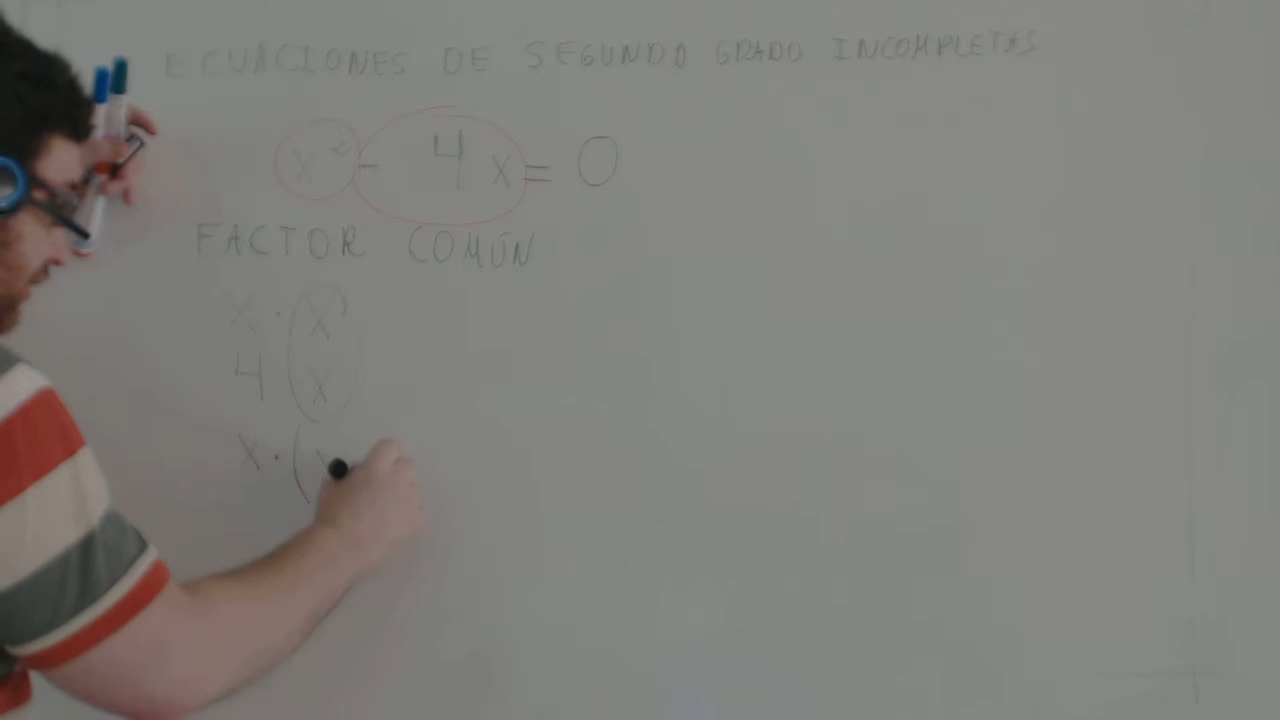 ECUACIONES DE SEGUNDO GRADO INCOMPLETAS
x² - 4x = 0
FACTOR COMÚN
x · x
4 x
x · (x